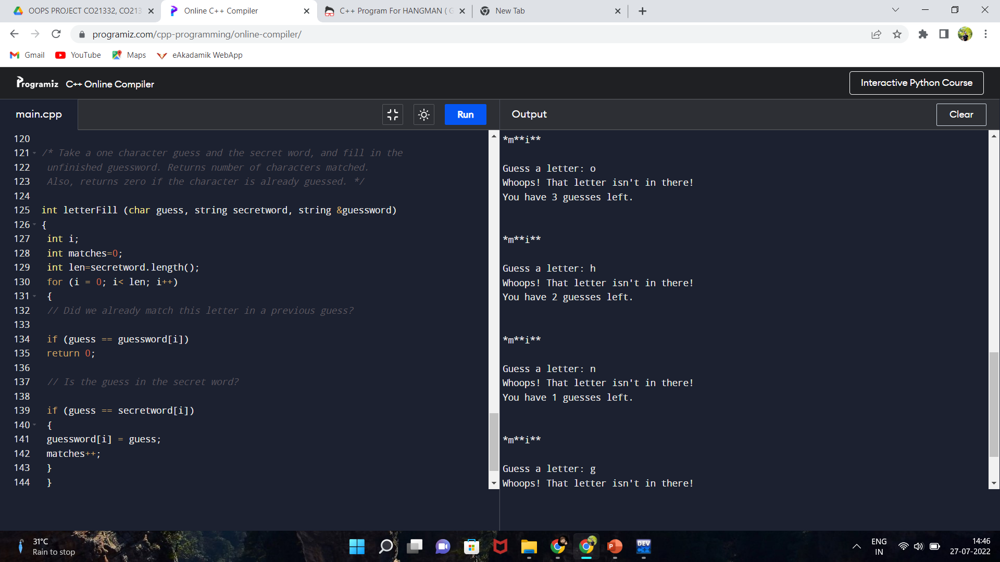 OOPS PROJECT CO21332, CO213
Online C++ Compiler
C++ Program For HANGMAN ( G
New Tab
programiz.com/cpp-programming/online-compiler/
Gmail
YouTube
Maps
eAkadamik WebApp
Programiz
C++ Online Compiler
Interactive Python Course
main.cpp
Run
Output
Clear
120
121 /* Take a one character guess and the secret word, and fill in the
122 unfinished guessword. Returns number of characters matched.
123 Also, returns zero if the character is already guessed. */
124
125 int letterFill (char guess, string secretword, string &guessword)
126 {
127 int i;
128 int matches=0;
129 int len=secretword.length();
130 for (i = 0; i< len; i++)
131 {
132 // Did we already match this letter in a previous guess?
133
134 if (guess == guessword[i])
135 return 0;
136
137 // Is the guess in the secret word?
138
139 if (guess == secretword[i])
140 {
141 guessword[i] = guess;
142 matches++;
143 }
144 }
*m**i**
Guess a letter: o
Whoops! That letter isn't in there!
You have 3 guesses left.
*m**i**
Guess a letter: h
Whoops! That letter isn't in there!
You have 2 guesses left.
*m**i**
Guess a letter: n
Whoops! That letter isn't in there!
You have 1 guesses left.
*m**i**
Guess a letter: g
Whoops! That letter isn't in there!
31°C
Rain to stop
P
DEV
C++
ENG
IN
14:46
27-07-2022